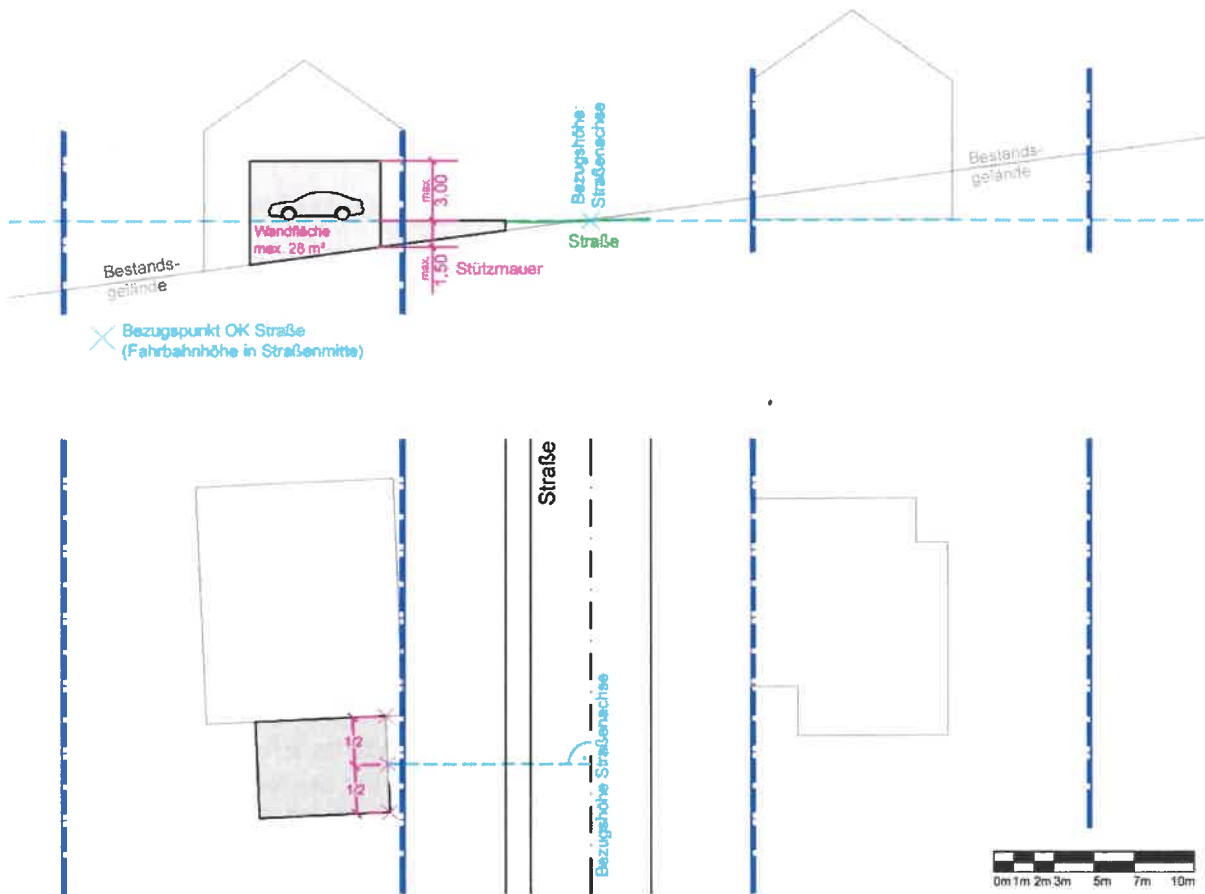 Bezugshöhe:
Straßenachse
Bestands-
gelände
max.
3,00
Wandfläche
max. 28 m²
Straße
max.
1,50
Stützmauer
Bestands-
gelände
Bezugspunkt OK Straße
(Fahrbahnhöhe in Straßenmitte)
Straße
1/2
1/2
Bezugshöhe Straßenachse
0m 1m 2m 3m 5m 7m 10m